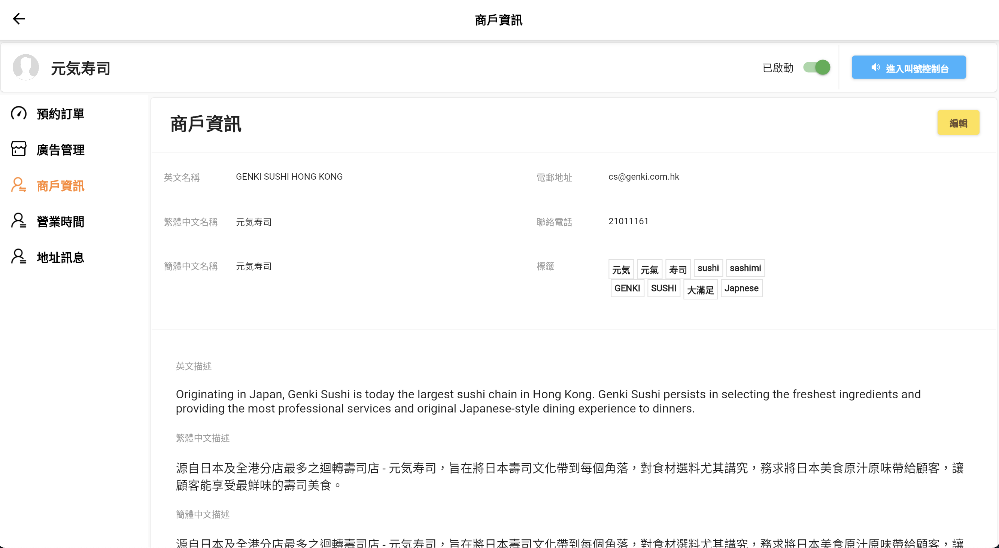 商戶資訊
元気寿司
已啟動
進入叫號控制台
預約訂單
廣告管理
商戶資訊
營業時間
地址訊息
商戶資訊
編輯
英文名稱 GENKI SUSHI HONG KONG
電郵地址 cs@genki.com.hk
繁體中文名稱 元気寿司
聯絡電話 21011161
簡體中文名稱 元気寿司
標籤 元気 元氣 寿司 sushi sashimi
GENKI SUSHI 大滿足 Japnese
英文描述
Originating in Japan, Genki Sushi is today the largest sushi chain in Hong Kong. Genki Sushi persists in selecting the freshest ingredients and
providing the most professional services and original Japanese-style dining experience to dinners.
繁體中文描述
源自日本及全港分店最多之迴轉壽司店 - 元気寿司，旨在將日本壽司文化帶到每個角落，對食材選料尤其講究，務求將日本美食原汁原味帶給顧客，讓
顧客能享受最鮮味的壽司美食。
簡體中文描述
源自日本及全港分店最多之迴轉壽司店 - 元気寿司，旨在將日本壽司文化帶到每個角落，對食材選料尤其講究，務求將日本美食原汁原味帶給顧客，讓